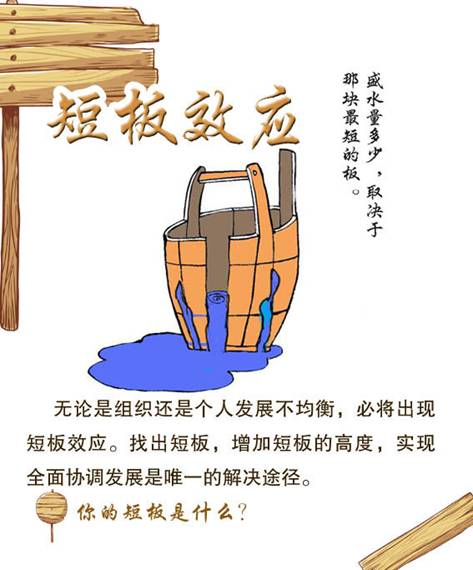 短板效应
盛水量多少，取决于
那块最短的板。
无论是组织还是个人发展不均衡，必将出现
短板效应。找出短板，增加短板的高度，实现
全面协调发展是唯一的解决途径。
你的短板是什么？